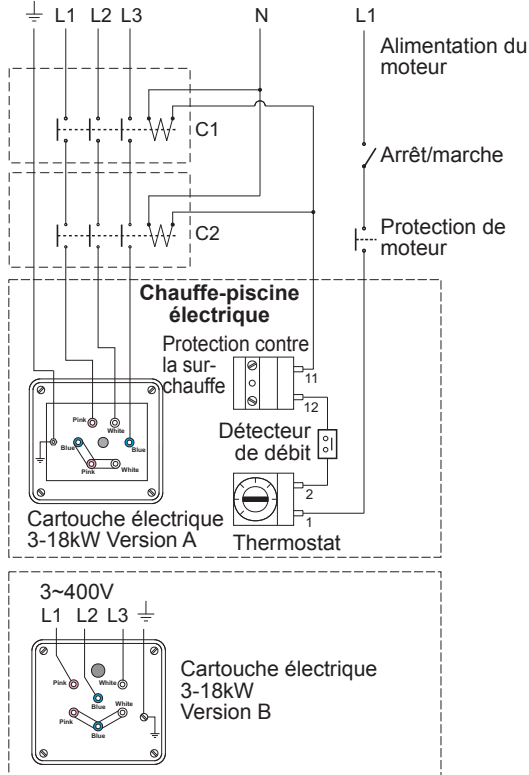 L1 L2 L3 N L1
Alimentation du
moteur
C1
Arrêt/marche
C2
Protection de
moteur
Chauffe-piscine
électrique
Protection contre
la sur-
chauffe
11
12
Pink
White
Blue
Blue
Pink
White
Détecteur
de débit
2
1
Cartouche électrique
3-18kW Version A
Thermostat
3~400V
L1 L2 L3
Pink
White
Blue
Pink
White
Blue
Cartouche électrique
3-18kW
Version B